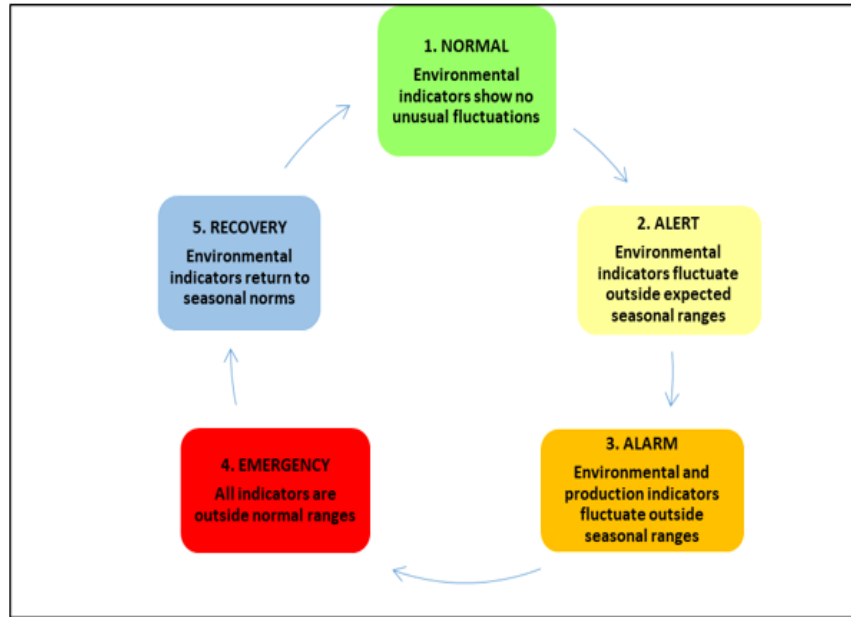 1. NORMAL
Environmental
indicators show no
unusual fluctuations
2. ALERT
Environmental
indicators fluctuate
outside expected
seasonal ranges
3. ALARM
Environmental and
production indicators
fluctuate outside
seasonal ranges
4. EMERGENCY
All indicators are
outside normal ranges
5. RECOVERY
Environmental
indicators return to
seasonal norms